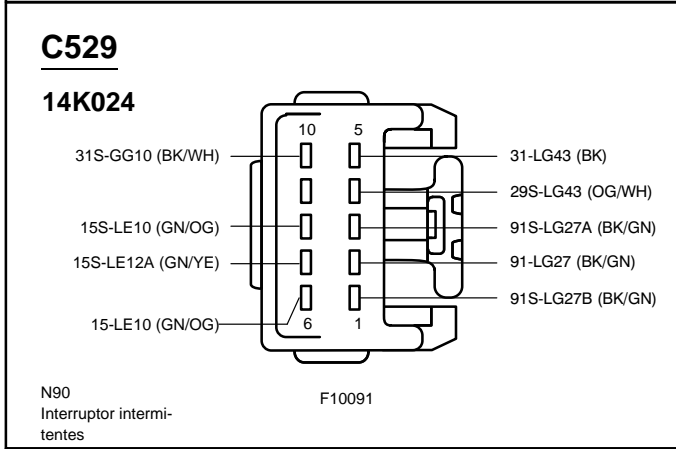 C529
14K024
10 5
31S-GG10 (BK/WH)
31-LG43 (BK)
29S-LG43 (OG/WH)
15S-LE10 (GN/OG)
91S-LG27A (BK/GN)
15S-LE12A (GN/YE)
91-LG27 (BK/GN)
91S-LG27B (BK/GN)
15-LE10 (GN/OG)
6 1
N90
Interruptor intermi-
tentes
F10091